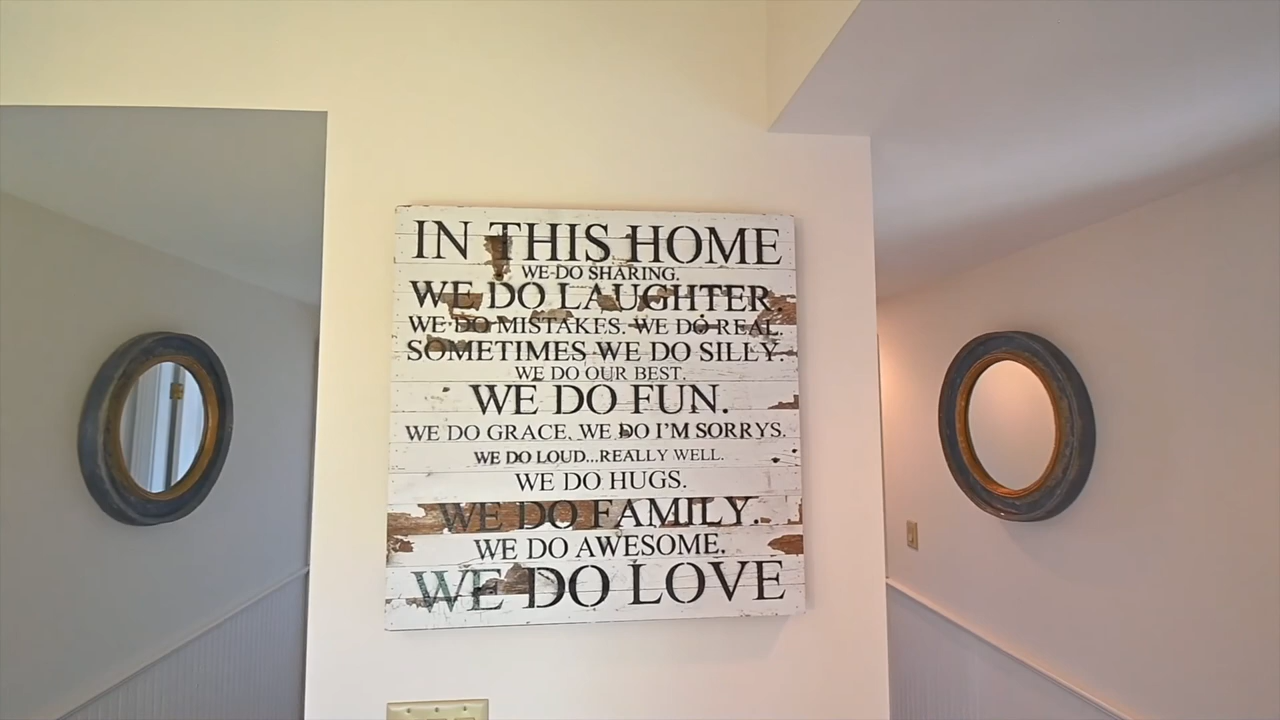 IN THIS HOME
WE DO SHARING.
WE DO LAUGHTER.
WE DO MISTAKES. WE DO REAL.
SOMETIMES WE DO SILLY.
WE DO OUR BEST.
WE DO FUN.
WE DO GRACE. WE DO I'M SORRYS.
WE DO LOUD...REALLY WELL.
WE DO HUGS.
WE DO FAMILY.
WE DO AWESOME.
WE DO LOVE